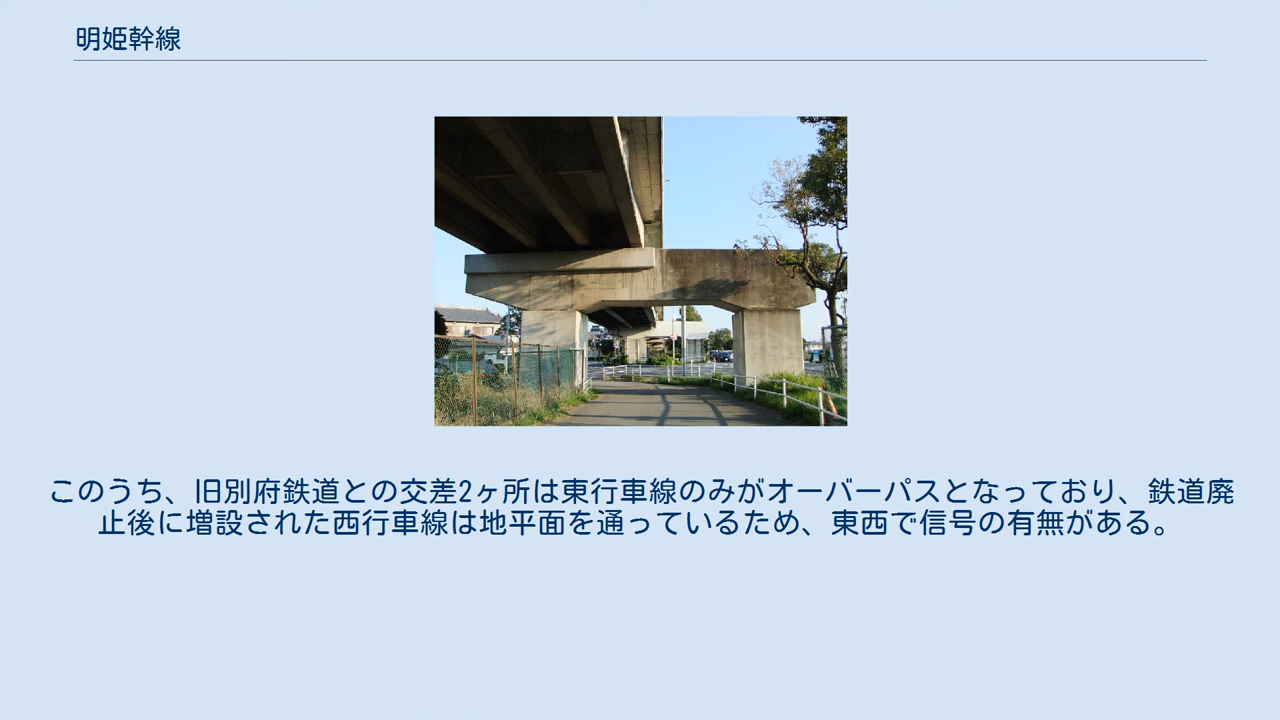 明姫幹線
このうち、旧別府鉄道との交差2ヶ所は東行車線のみがオーバーパスとなっており、鉄道廃
止後に増設された西行車線は地平面を通っているため、東西で信号の有無がある。